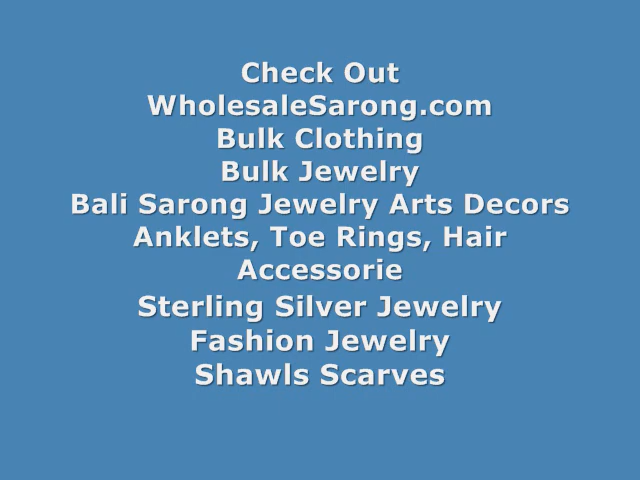 Check Out
WholesaleSarong.com
Bulk Clothing
Bulk Jewelry
Bali Sarong Jewelry Arts Decors
Anklets, Toe Rings, Hair
Accessorie
Sterling Silver Jewelry
Fashion Jewelry
Shawls Scarves